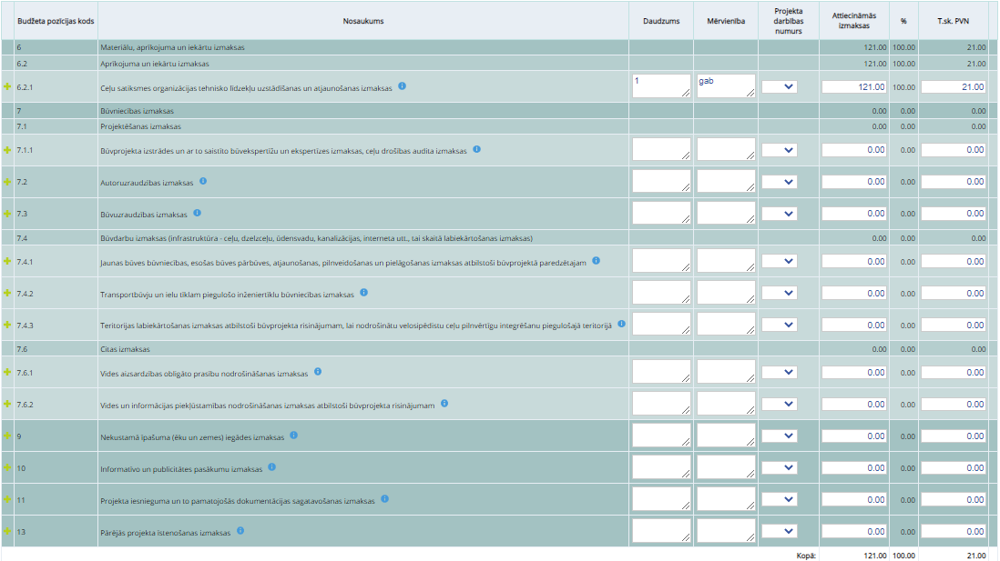 Budžeta pozīcijas kods Nosaukums Daudzums Mērvienība Projekta darbības numurs Attiecināmās izmaksas % T.sk. PVN
6 Materiālu, aprīkojuma un iekārtu izmaksas 121.00 100.00 21.00
6.2 Aprīkojuma un iekārtu izmaksas 121.00 100.00 21.00
6.2.1 Ceļu satiksmes organizācijas tehnisko līdzekļu uzstādīšanas un atjaunošanas izmaksas 1 gab 121.00 100.00 21.00
7 Būvniecības izmaksas 0.00 0.00 0.00
7.1 Projektēšanas izmaksas 0.00 0.00 0.00
7.1.1 Būvprojekta izstrādes un ar to saistīto būvekspertīžu un ekspertīzes izmaksas, ceļu drošības audita izmaksas 0.00 0.00 0.00
7.2 Autoruzraudzības izmaksas 0.00 0.00 0.00
7.3 Būvuzraudzības izmaksas 0.00 0.00 0.00
7.4 Būvdarbu izmaksas (infrastruktūra - ceļu, dzelzceļu, ūdensvadu, kanalizācijas, interneta utt., tai skaitā labiekārtošanas izmaksas) 0.00 0.00 0.00
7.4.1 Jaunas būves būvniecības, esošas būves pārbūves, atjaunošanas, pilnveidošanas un pielāgošanas izmaksas atbilstoši būvprojektā paredzētajam 0.00 0.00 0.00
7.4.2 Transportbūvju un ielu tīklam piegulošo inženiertīklu būvniecības izmaksas 0.00 0.00 0.00
7.4.3 Teritorijas labiekārtošanas izmaksas atbilstoši būvprojekta risinājumam, lai nodrošinātu velosipēdistu ceļu pilnvērtīgu integrēšanu piegulošajā teritorijā 0.00 0.00 0.00
7.6 Citas izmaksas 0.00 0.00 0.00
7.6.1 Vides aizsardzības obligāto prasību nodrošināšanas izmaksas 0.00 0.00 0.00
7.6.2 Vides un informācijas piekļūstamības nodrošināšanas izmaksas atbilstoši būvprojekta risinājumam 0.00 0.00 0.00
9 Nekustamā īpašuma (ēku un zemes) iegādes izmaksas 0.00 0.00 0.00
10 Informatīvo un publicitātes pasākumu izmaksas 0.00 0.00 0.00
11 Projekta iesnieguma un to pamatojošās dokumentācijas sagatavošanas izmaksas 0.00 0.00 0.00
13 Pārējās projekta īstenošanas izmaksas 0.00 0.00 0.00
Kopā: 121.00 100.00 21.00